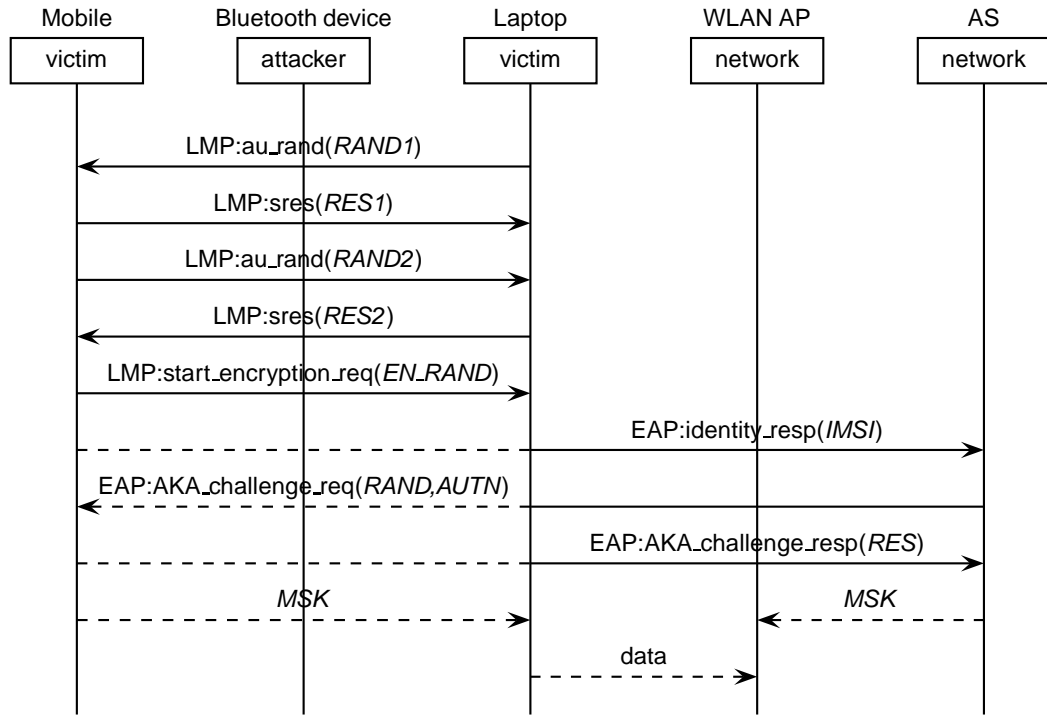 Mobile Bluetooth device Laptop WLAN AP AS
victim attacker victim network network
LMP:au_rand(RAND1)
LMP:sres(RES1)
LMP:au_rand(RAND2)
LMP:sres(RES2)
LMP:start_encryption_req(EN_RAND)
EAP:identity_resp(IMSI)
EAP:AKA_challenge_req(RAND,AUTN)
EAP:AKA_challenge_resp(RES)
MSK MSK
data